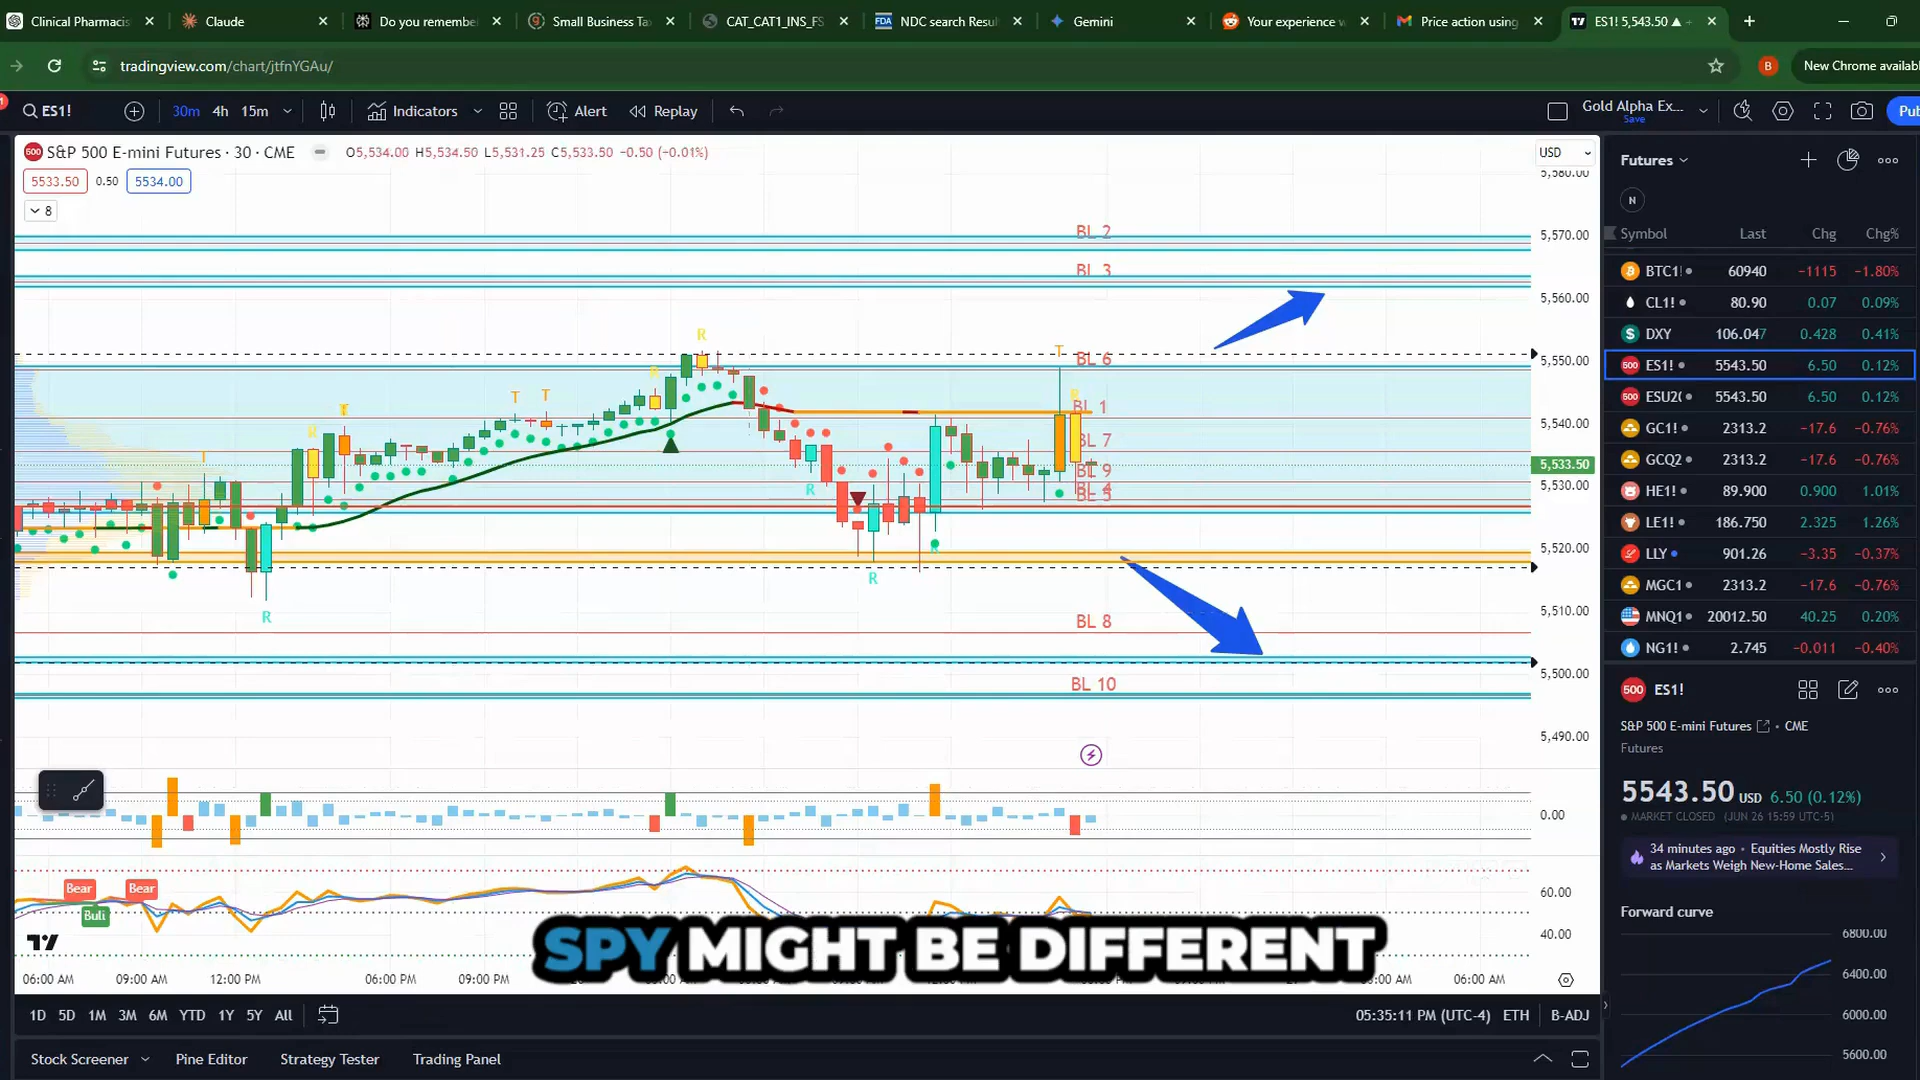 Clinical Pharmacis
Claude
Do you remembe
Small Business Ta
CAT_CAT1_INS_FS
NDC search Resul
Gemini
Your experience w
Price action using
ES1! 5,543.50 ▲
tradingview.com/chart/jtfnYGAu/
B
New Chrome availabl
ES1!
30m
4h
15m
Indicators
Alert
Replay
Gold Alpha Ex...
Save
Pub
S&P 500 E-mini Futures · 30 · CME
O5,534.00 H5,534.50 L5,531.25 C5,533.50 −0.50 (−0.01%)
5533.50
0.50
5534.00
8
USD
5,580.00
5,570.00
5,560.00
5,550.00
5,540.00
5,533.50
5,530.00
5,520.00
5,510.00
5,500.00
5,490.00
BL 2
BL 3
BL 6
BL 1
BL 7
BL 9
BL 4
BL 5
BL 8
BL 10
R
T
R
T
R
T
T
R
R
R
R
R
T
R
0.00
60.00
40.00
Bear
Bear
Bull
SPY MIGHT BE DIFFERENT
06:00 AM
09:00 AM
12:00 PM
06:00 PM
09:00 PM
06:00 AM
1D
5D
1M
3M
6M
YTD
1Y
5Y
All
05:35:11 PM (UTC-4)
ETH
B-ADJ
Stock Screener
Pine Editor
Strategy Tester
Trading Panel
Futures
N
Symbol Last Chg Chg%
BTC1! 60940 −1115 −1.80%
CL1! 80.90 0.07 0.09%
DXY 106.047 0.428 0.41%
ES1! 5543.50 6.50 0.12%
ESU2( 5543.50 6.50 0.12%
GC1! 2313.2 −17.6 −0.76%
GCQ2 2313.2 −17.6 −0.76%
HE1! 89.900 0.900 1.01%
LE1! 186.750 2.325 1.26%
LLY 901.26 −3.35 −0.37%
MGC1 2313.2 −17.6 −0.76%
MNQ1 20012.50 40.25 0.20%
NG1! 2.745 −0.011 −0.40%
500 ES1!
S&P 500 E-mini Futures · CME
Futures
5543.50 USD 6.50 (0.12%)
MARKET CLOSED (JUN 26 15:59 UTC-5)
34 minutes ago · Equities Mostly Rise
as Markets Weigh New-Home Sales...
Forward curve
6800.00
6400.00
6000.00
5600.00